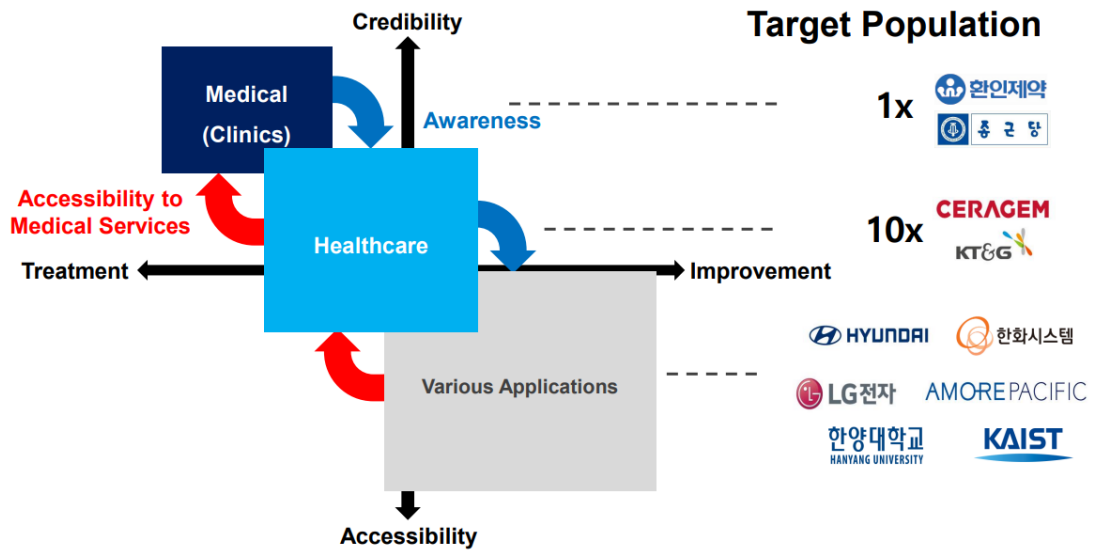 Credibility
Target Population
Medical
(Clinics)
Awareness
1x
환인제약
종근당
Accessibility to
Medical Services
Healthcare
10x
CERAGEM
KT&G
Treatment
Improvement
HYUNDAI
한화시스템
Various Applications
LG전자
AMOREPACIFIC
한양대학교
HANYANG UNIVERSITY
KAIST
Accessibility